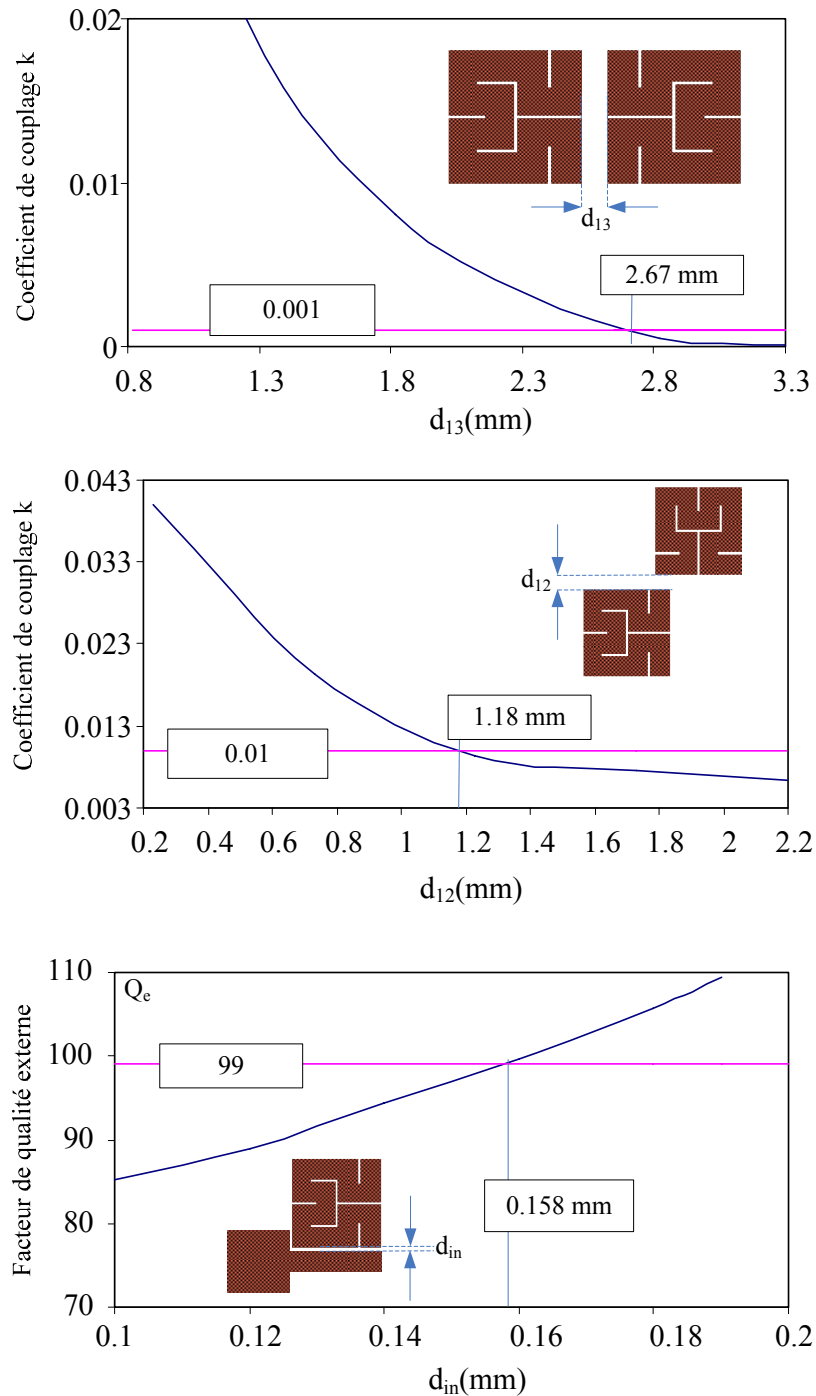 0.02
0.01
0
Coefficient de couplage k
d13
2.67 mm
0.001
0.8 1.3 1.8 2.3 2.8 3.3
d13(mm)
0.043
0.033
0.023
0.013
0.003
Coefficient de couplage k
d12
1.18 mm
0.01
0.2 0.4 0.6 0.8 1 1.2 1.4 1.6 1.8 2 2.2
d12(mm)
110
100
90
80
70
Facteur de qualité externe
Qe
99
0.158 mm
din
0.1 0.12 0.14 0.16 0.18 0.2
din(mm)